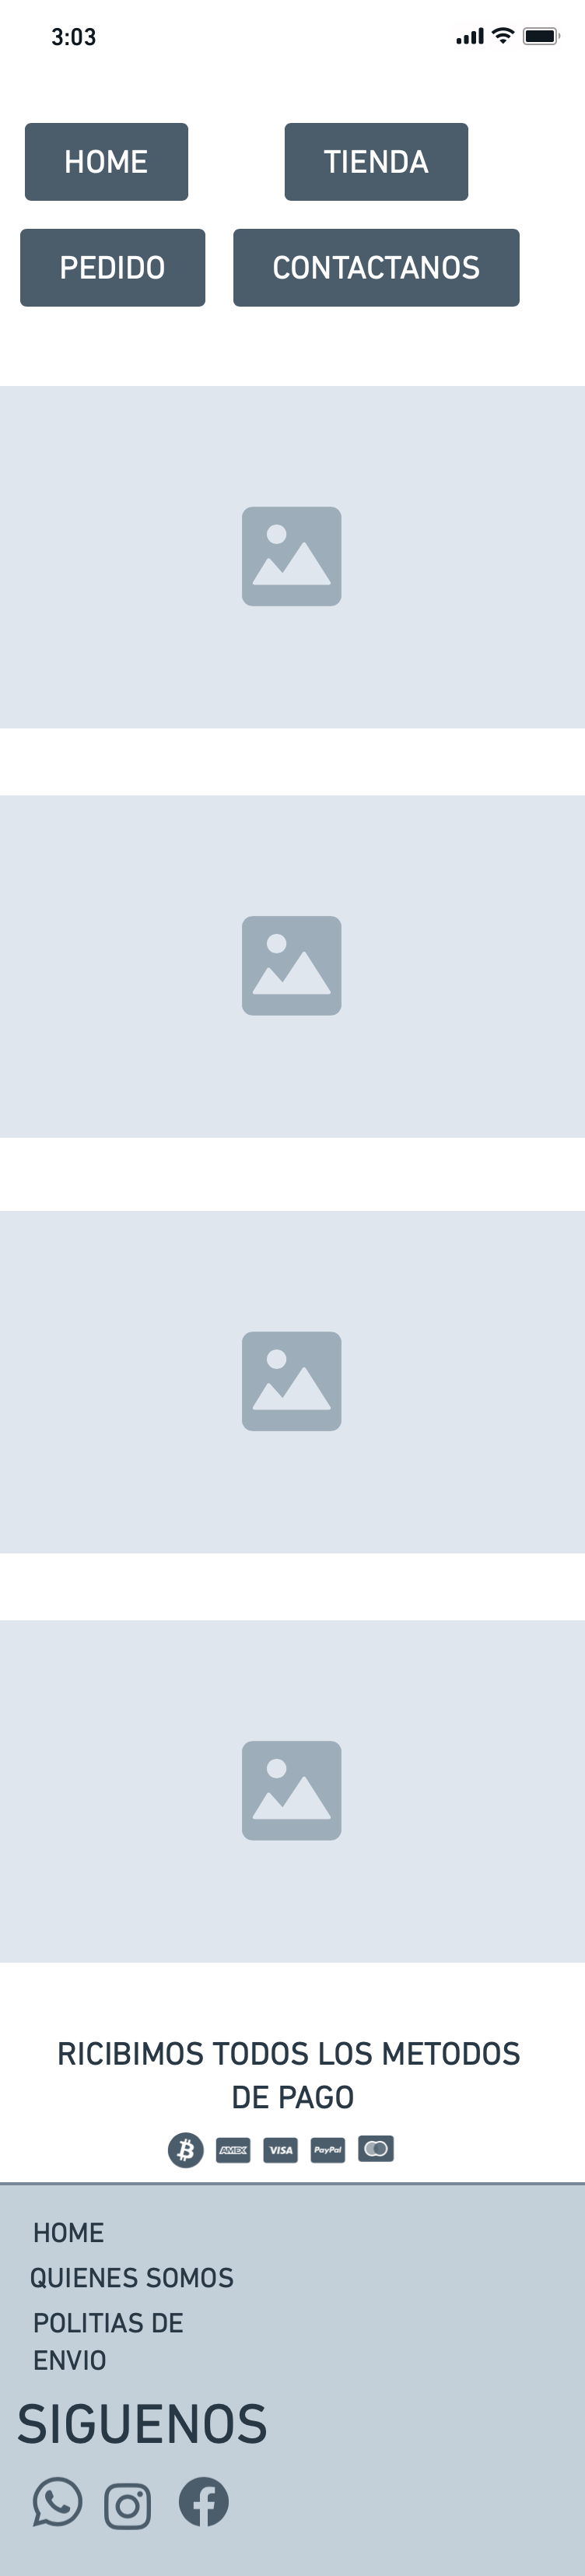 3:03
HOME
TIENDA
PEDIDO
CONTACTANOS
RICIBIMOS TODOS LOS METODOS
DE PAGO
AMEX
VISA
PayPal
HOME
QUIENES SOMOS
POLITIAS DE
ENVIO
SIGUENOS